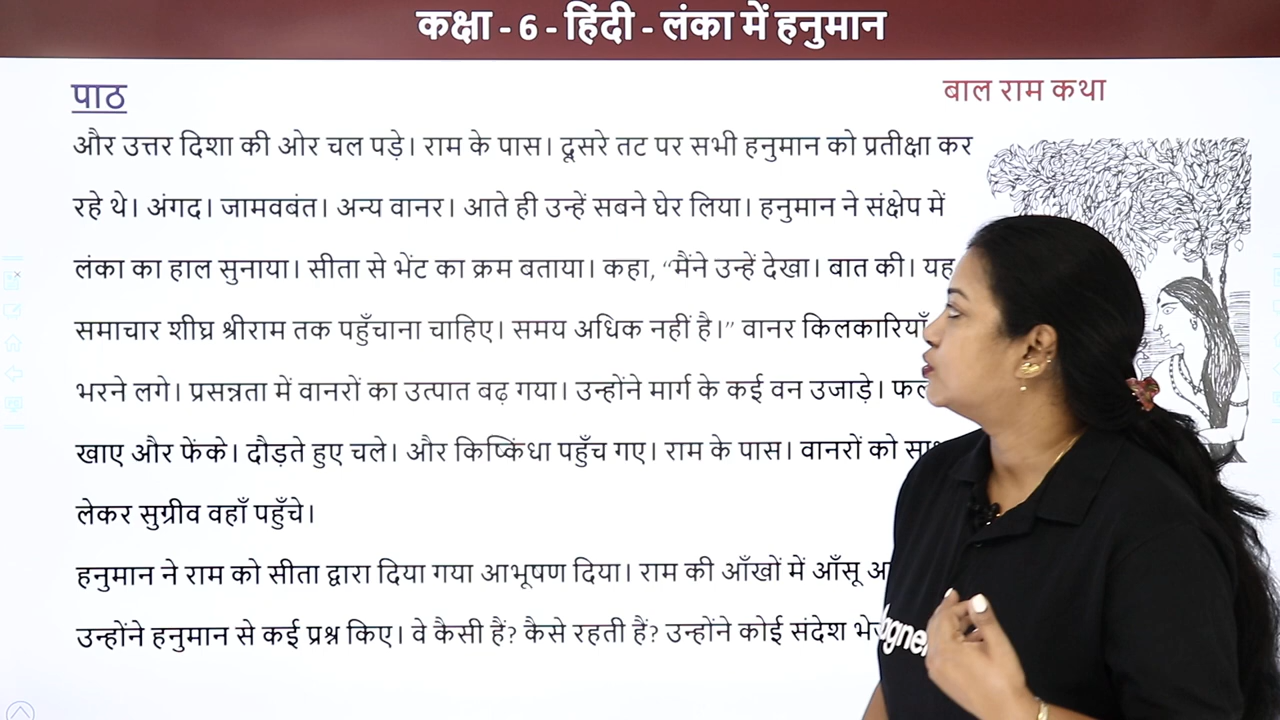 कक्षा - 6 - हिंदी - लंका में हनुमान
पाठ
बाल राम कथा
और उत्तर दिशा की ओर चल पड़े। राम के पास। दूसरे तट पर सभी हनुमान को प्रतीक्षा कर
रहे थे। अंगद। जामवबंत। अन्य वानर। आते ही उन्हें सबने घेर लिया। हनुमान ने संक्षेप में
लंका का हाल सुनाया। सीता से भेंट का क्रम बताया। कहा, “मैंने उन्हें देखा। बात की। यह
समाचार शीघ्र श्रीराम तक पहुँचाना चाहिए। समय अधिक नहीं है।” वानर किलकारियाँ
भरने लगे। प्रसन्नता में वानरों का उत्पात वढ़ गया। उन्होंने मार्ग के कई वन उजाड़े।
खाए और फेंके। दौड़ते हुए चले। और किष्किंधा पहुँच गए। राम के पास। वानरों को
लेकर सुग्रीव वहाँ पहुँचे।
हनुमान ने राम को सीता द्वारा दिया गया आभूषण दिया। राम की आँखों में आँसू
उन्होंने हनुमान से कई प्रश्न किए। वे कैसी हैं? कैसे रहती हैं? उन्होंने कोई संदेश